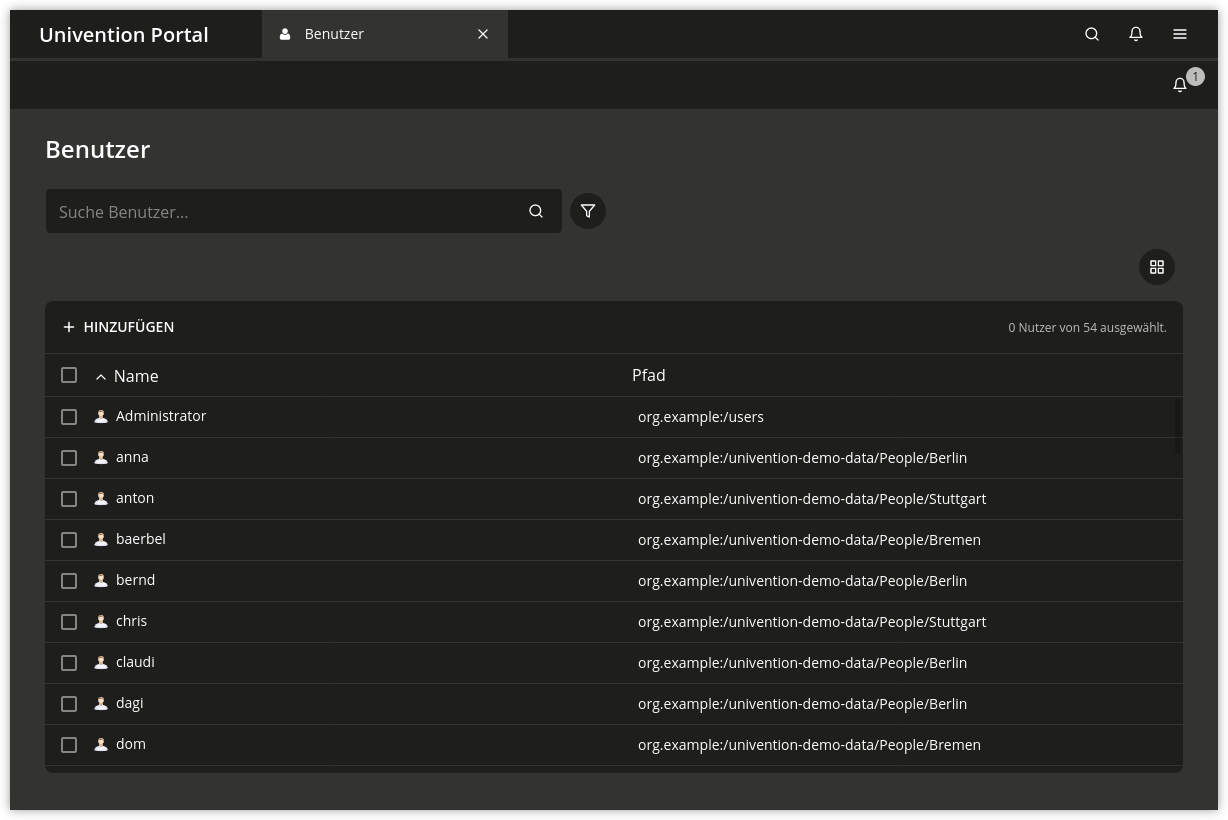 Univention Portal
Benutzer
1
Benutzer
Suche Benutzer...
HINZUFÜGEN
0 Nutzer von 54 ausgewählt.
Name Pfad
Administrator org.example:/users
anna org.example:/univention-demo-data/People/Berlin
anton org.example:/univention-demo-data/People/Stuttgart
baerbel org.example:/univention-demo-data/People/Bremen
bernd org.example:/univention-demo-data/People/Berlin
chris org.example:/univention-demo-data/People/Stuttgart
claudi org.example:/univention-demo-data/People/Berlin
dagi org.example:/univention-demo-data/People/Berlin
dom org.example:/univention-demo-data/People/Bremen